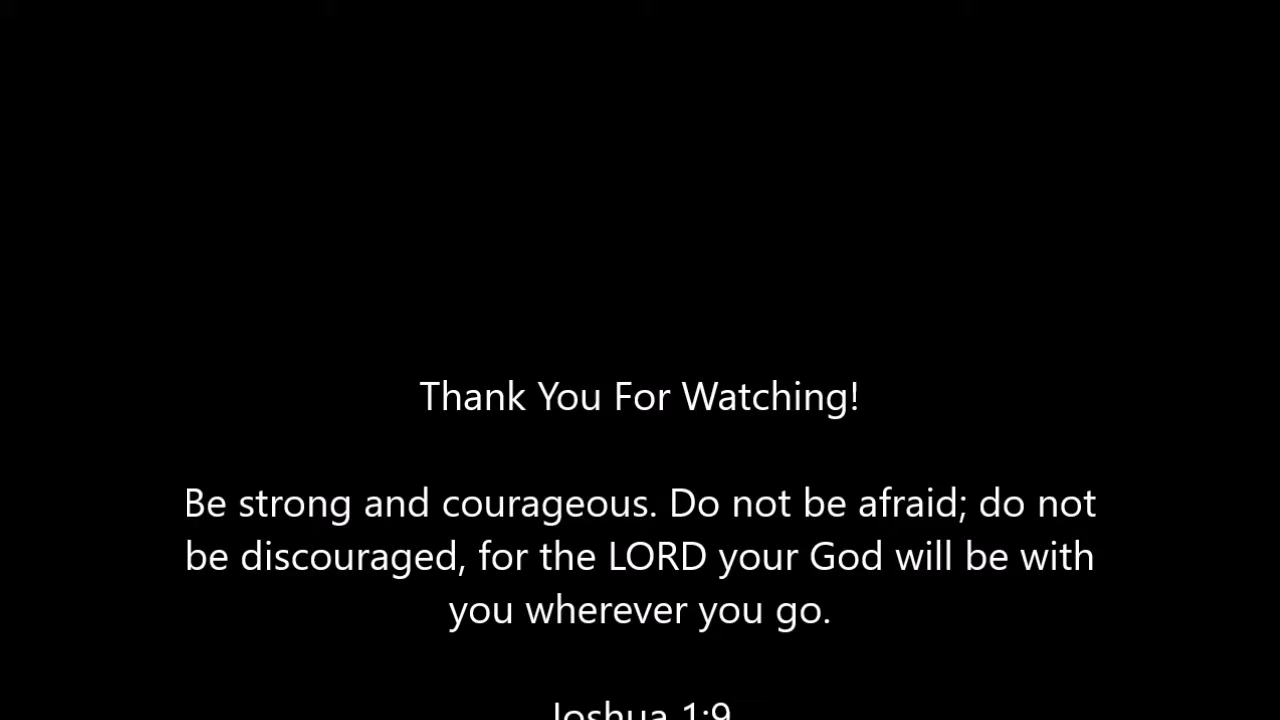 Thank You For Watching!
Be strong and courageous. Do not be afraid; do not
be discouraged, for the LORD your God will be with
you wherever you go.
Joshua 1:9